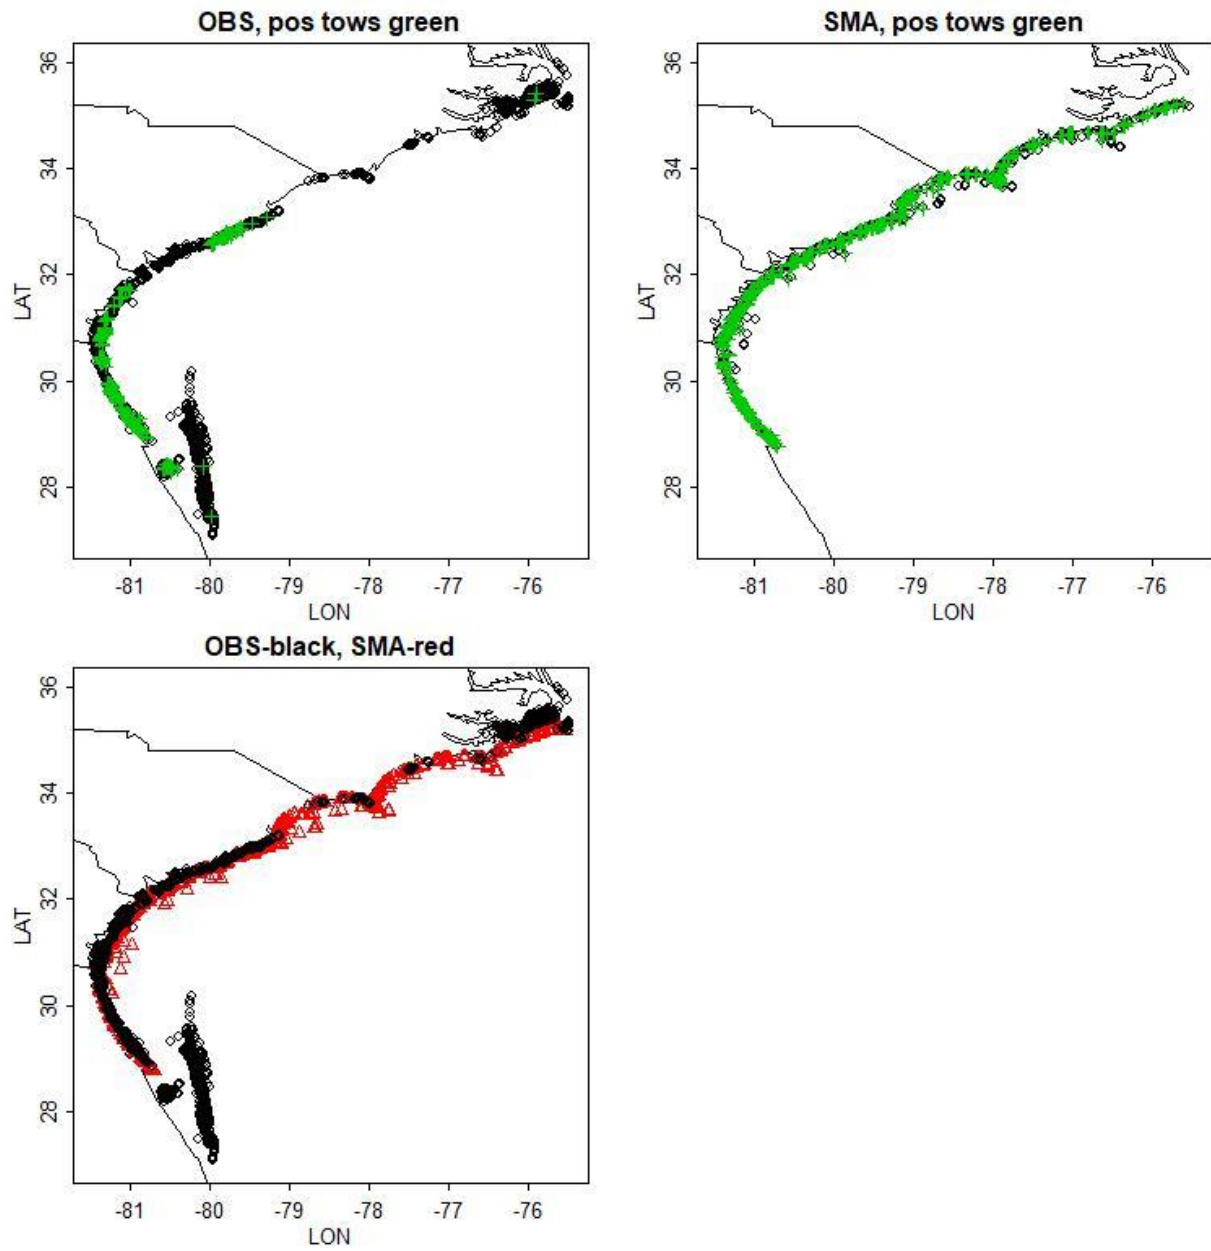 OBS, pos tows green
LAT
36
34
32
30
28
-81 -80 -79 -78 -77 -76
LON
SMA, pos tows green
LAT
36
34
32
30
28
-81 -80 -79 -78 -77 -76
LON
OBS-black, SMA-red
LAT
36
34
32
30
28
-81 -80 -79 -78 -77 -76
LON